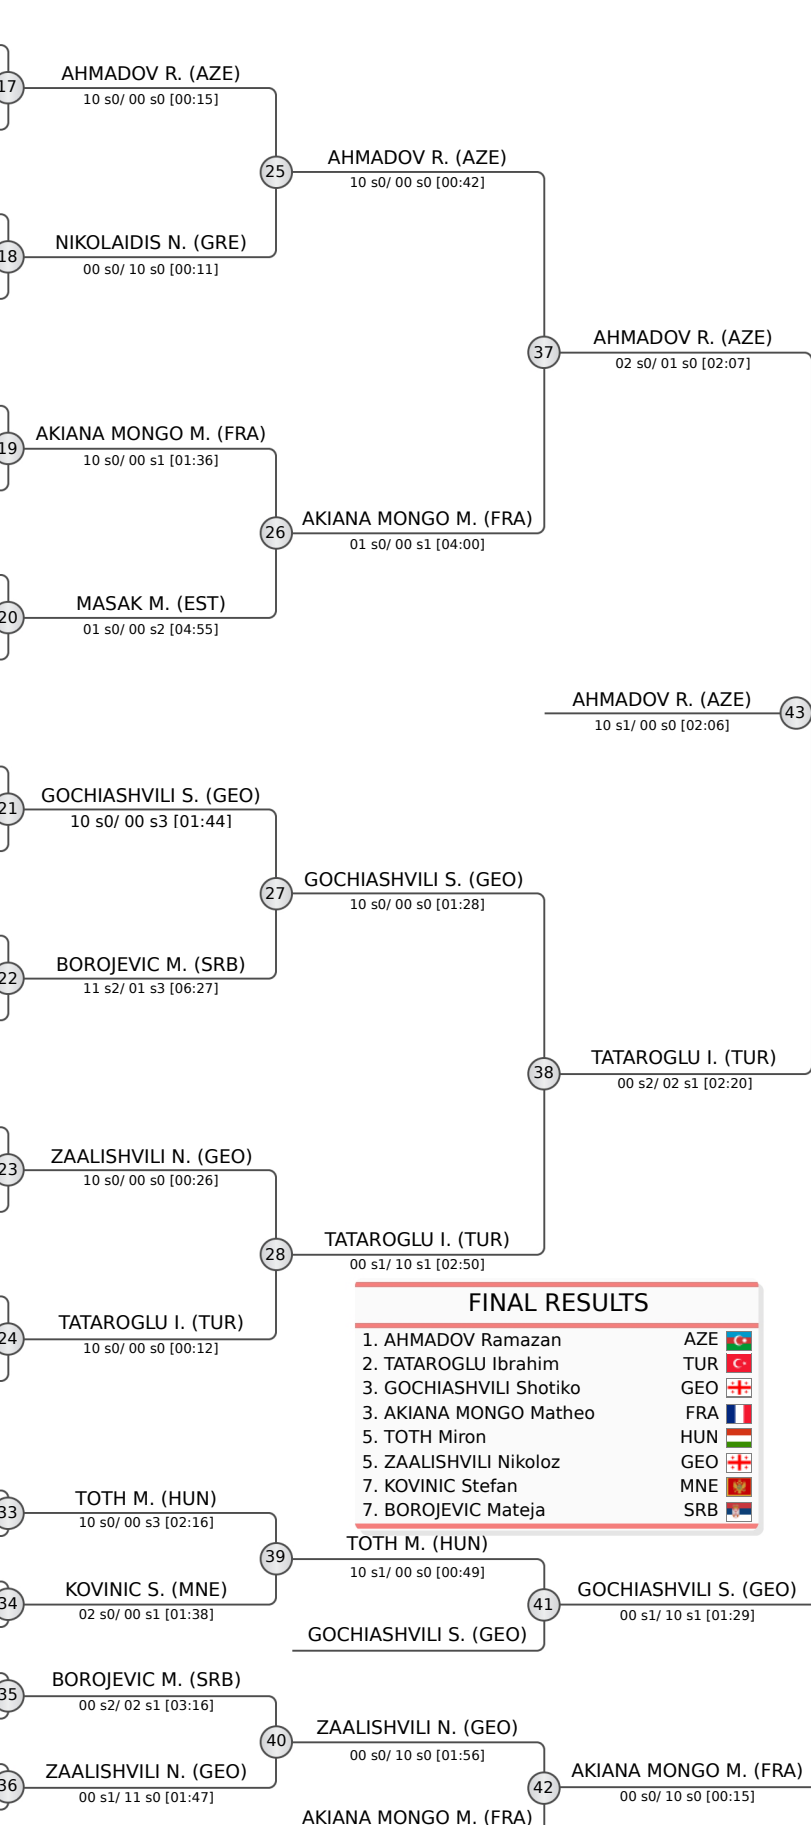 AHMADOV R. (AZE)
17
10 s0/ 00 s0 [00:15]
AHMADOV R. (AZE)
25
10 s0/ 00 s0 [00:42]
NIKOLAIDIS N. (GRE)
18
00 s0/ 10 s0 [00:11]
AHMADOV R. (AZE)
37
02 s0/ 01 s0 [02:07]
AKIANA MONGO M. (FRA)
19
10 s0/ 00 s1 [01:36]
AKIANA MONGO M. (FRA)
26
01 s0/ 00 s1 [04:00]
MASAK M. (EST)
20
01 s0/ 00 s2 [04:55]
AHMADOV R. (AZE)
43
10 s1/ 00 s0 [02:06]
GOCHIASHVILI S. (GEO)
21
10 s0/ 00 s3 [01:44]
GOCHIASHVILI S. (GEO)
27
10 s0/ 00 s0 [01:28]
BOROJEVIC M. (SRB)
22
11 s2/ 01 s3 [06:27]
TATAROGLU I. (TUR)
38
00 s2/ 02 s1 [02:20]
ZAALISHVILI N. (GEO)
23
10 s0/ 00 s0 [00:26]
TATAROGLU I. (TUR)
28
00 s1/ 10 s1 [02:50]
TATAROGLU I. (TUR)
24
10 s0/ 00 s0 [00:12]
FINAL RESULTS
1. AHMADOV Ramazan AZE
2. TATAROGLU Ibrahim TUR
3. GOCHIASHVILI Shotiko GEO
3. AKIANA MONGO Matheo FRA
5. TOTH Miron HUN
5. ZAALISHVILI Nikoloz GEO
7. KOVINIC Stefan MNE
7. BOROJEVIC Mateja SRB
TOTH M. (HUN)
33
10 s0/ 00 s3 [02:16]
TOTH M. (HUN)
39
10 s1/ 00 s0 [00:49]
KOVINIC S. (MNE)
34
02 s0/ 00 s1 [01:38]
GOCHIASHVILI S. (GEO)
41
00 s1/ 10 s1 [01:29]
GOCHIASHVILI S. (GEO)
BOROJEVIC M. (SRB)
35
00 s2/ 02 s1 [03:16]
ZAALISHVILI N. (GEO)
40
00 s0/ 10 s0 [01:56]
ZAALISHVILI N. (GEO)
36
00 s1/ 11 s0 [01:47]
AKIANA MONGO M. (FRA)
42
00 s0/ 10 s0 [00:15]
AKIANA MONGO M. (FRA)